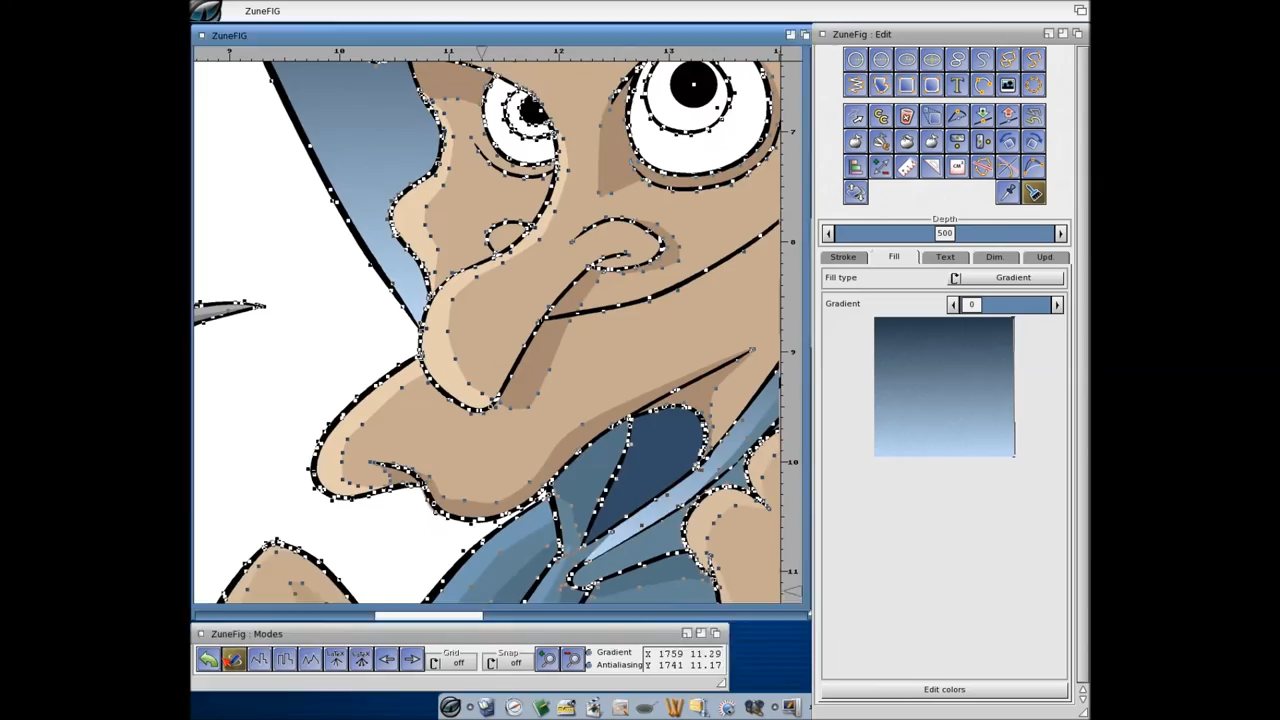 ZuneFIG
ZuneFIG
ZuneFig : Edit
9 10 11 12 13 1
7
8
9
10
11
T
CM
Depth
500
Stroke Fill Text Dim. Upd.
Fill type Gradient
Gradient 0
Edit colors
ZuneFig : Modes
Grid
off
Snap
off
Gradient
Antialiasing
X 1759 11.29
Y 1741 11.17